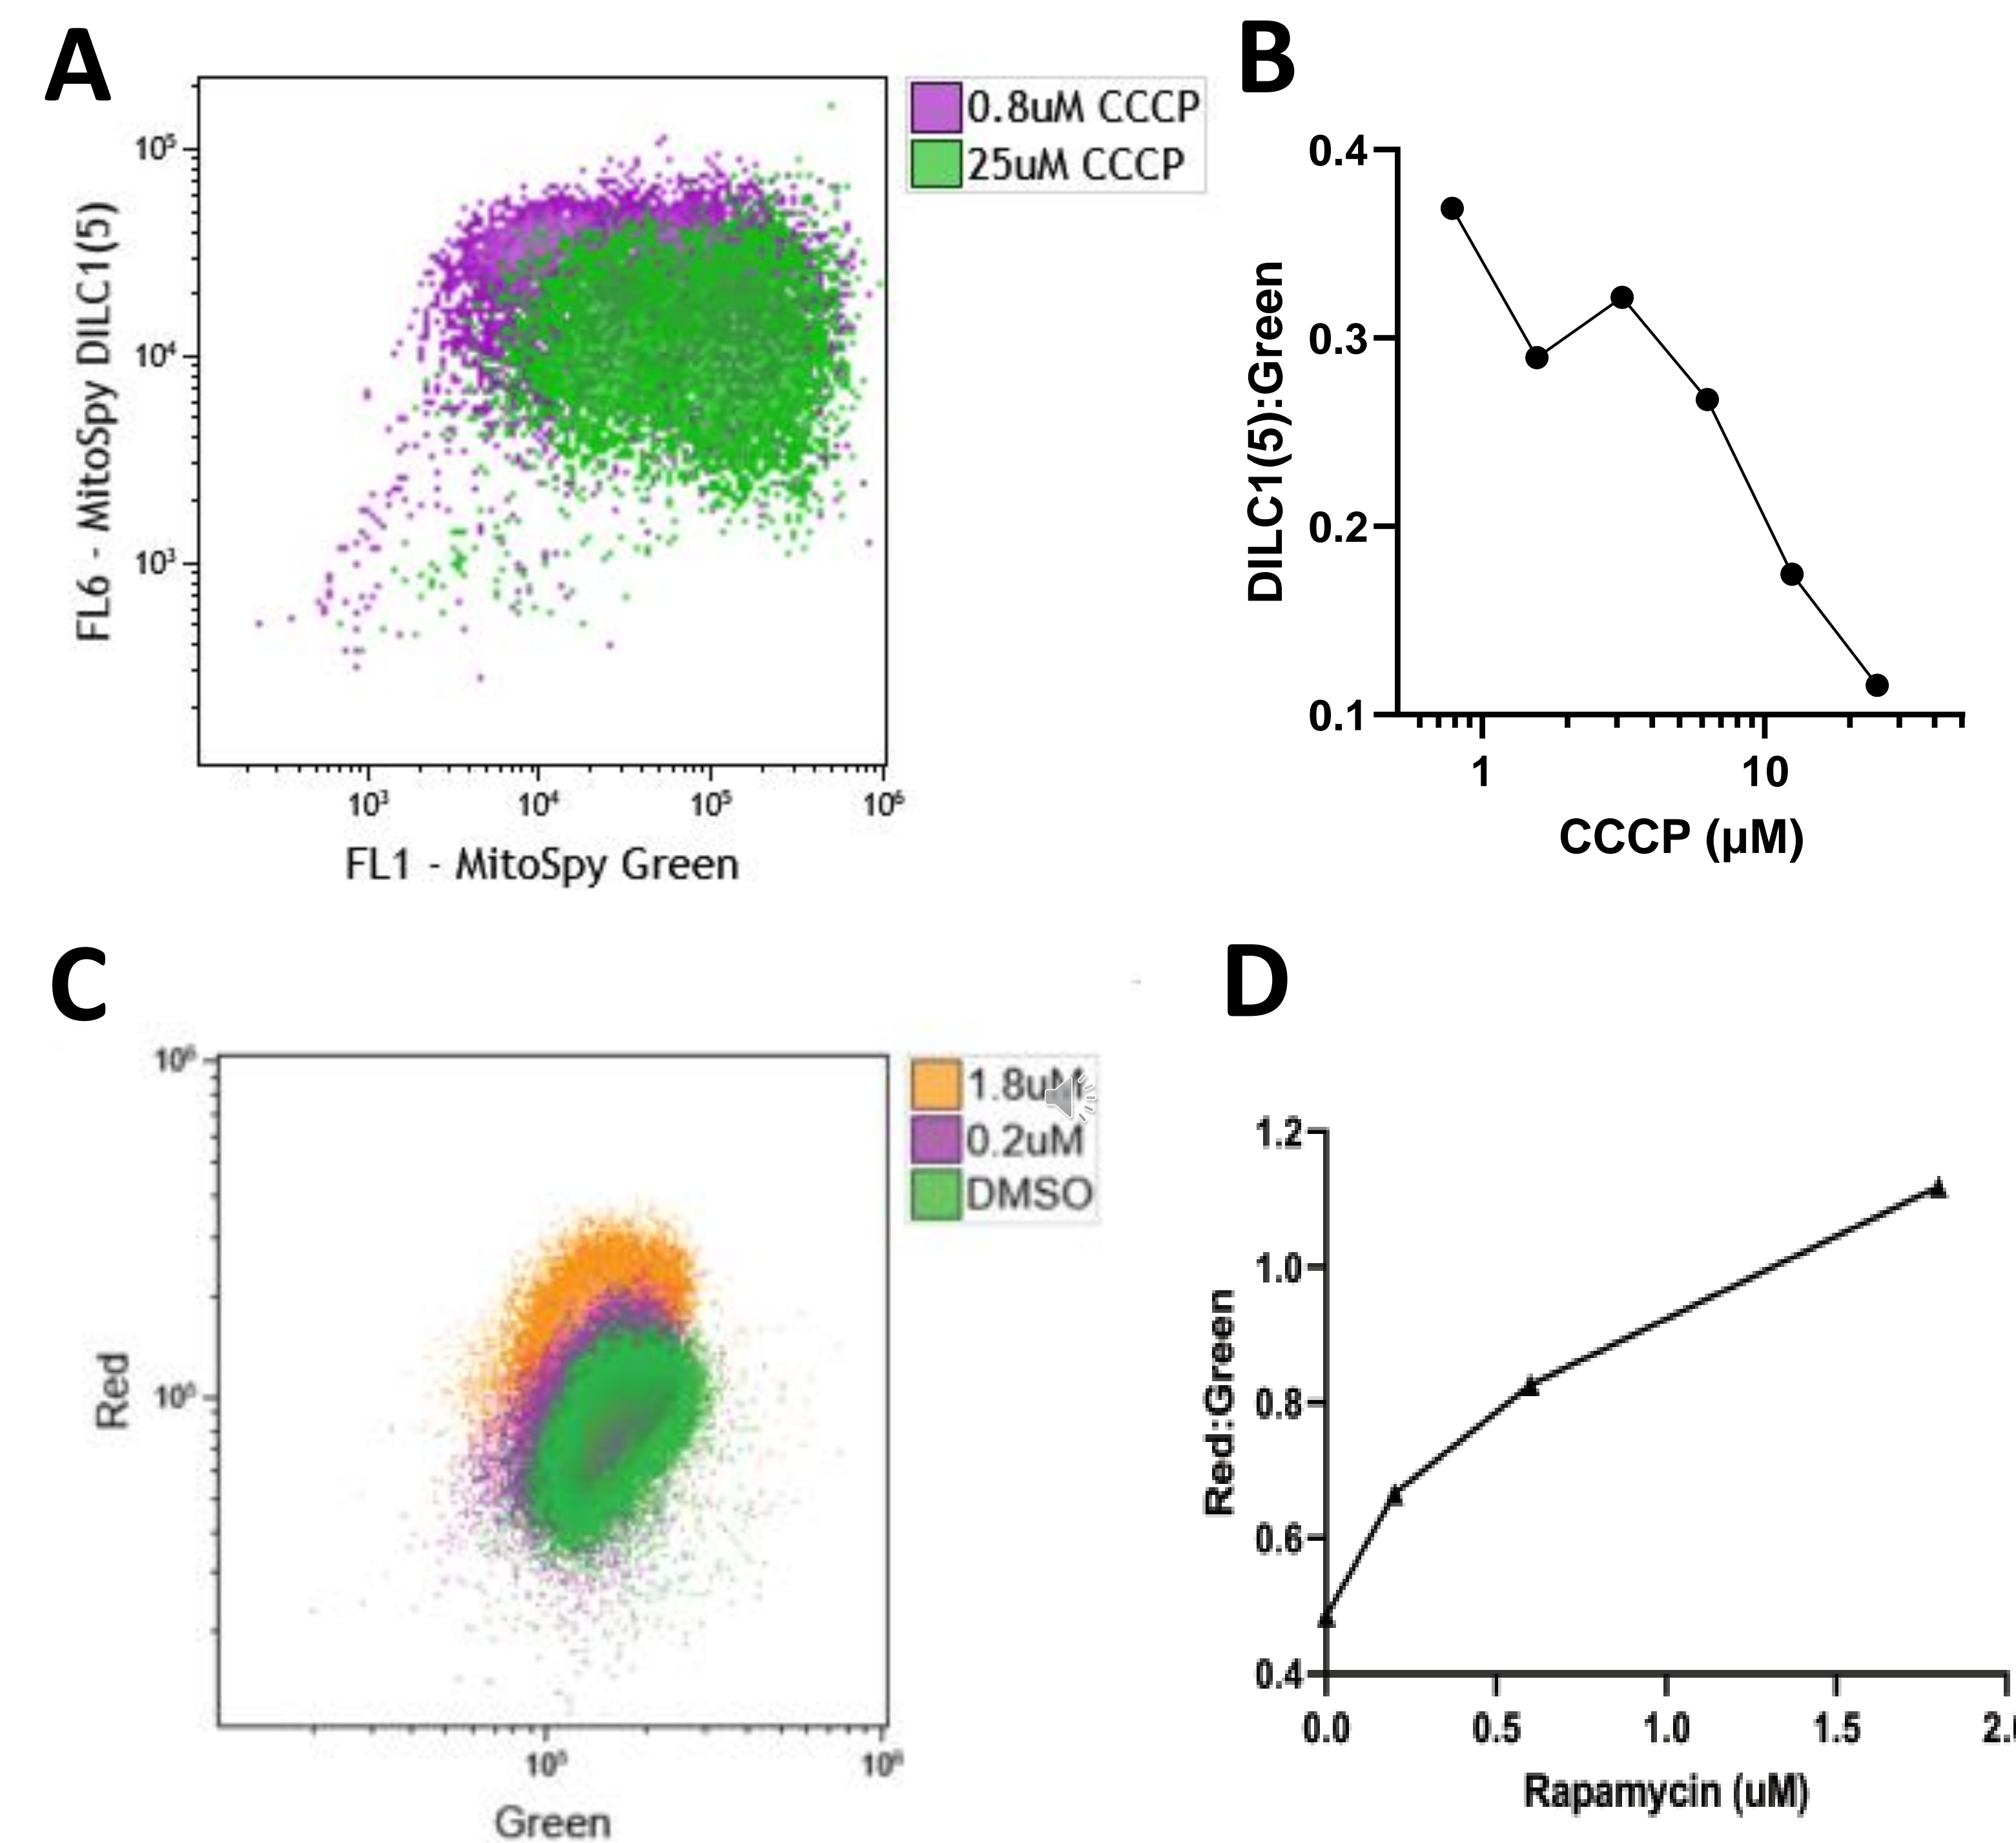 A
10⁵
10⁴
10³
FL6 - MitoSpy DILC1(5)
10³ 10⁴ 10⁵ 10⁶
FL1 - MitoSpy Green
0.8uM CCCP
25uM CCCP
B
0.4
0.3
0.2
0.1
DILC1(5):Green
1 10
CCCP (µM)
C
10⁶
Red
10⁵ 10⁶
Green
1.8uM
0.2uM
DMSO
D
1.2
1.0
0.8
0.6
0.4
Red:Green
0.0 0.5 1.0 1.5
Rapamycin (uM)